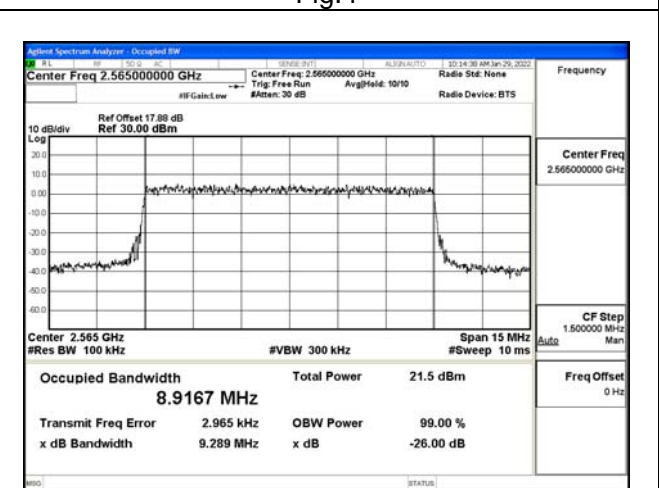 Agilent Spectrum Analyzer - Occupied BW
RL RF 50 Ω AC SENSE:INT ALIGNAUTO 10:14:38 AM Jan 29, 2022
Center Freq 2.565000000 GHz
Center Freq: 2.565000000 GHz
Radio Std: None
Trig: Free Run Avg|Hold: 10/10
#IFGain:Low #Atten: 30 dB Radio Device: BTS
Frequency
Ref Offset 17.88 dB
10 dB/div Ref 30.00 dBm
Log
20.0
10.0
0.00
-10.0
-20.0
-30.0
-40.0
-50.0
-60.0
Center Freq
2.565000000 GHz
Center 2.565 GHz Span 15 MHz
#Res BW 100 kHz #VBW 300 kHz #Sweep 10 ms
CF Step
1.500000 MHz
Auto Man
Occupied Bandwidth Total Power 21.5 dBm
8.9167 MHz
Transmit Freq Error 2.965 kHz OBW Power 99.00 %
x dB Bandwidth 9.289 MHz x dB -26.00 dB
Freq Offset
0 Hz
MSG STATUS